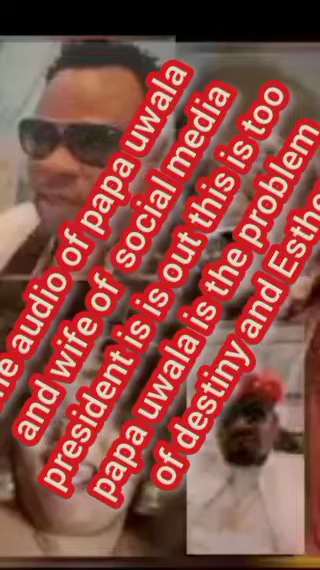 he audio of papa uwala
and wife of social media
president is is out this is too
papa uwala is the problem
of destiny and Esthe